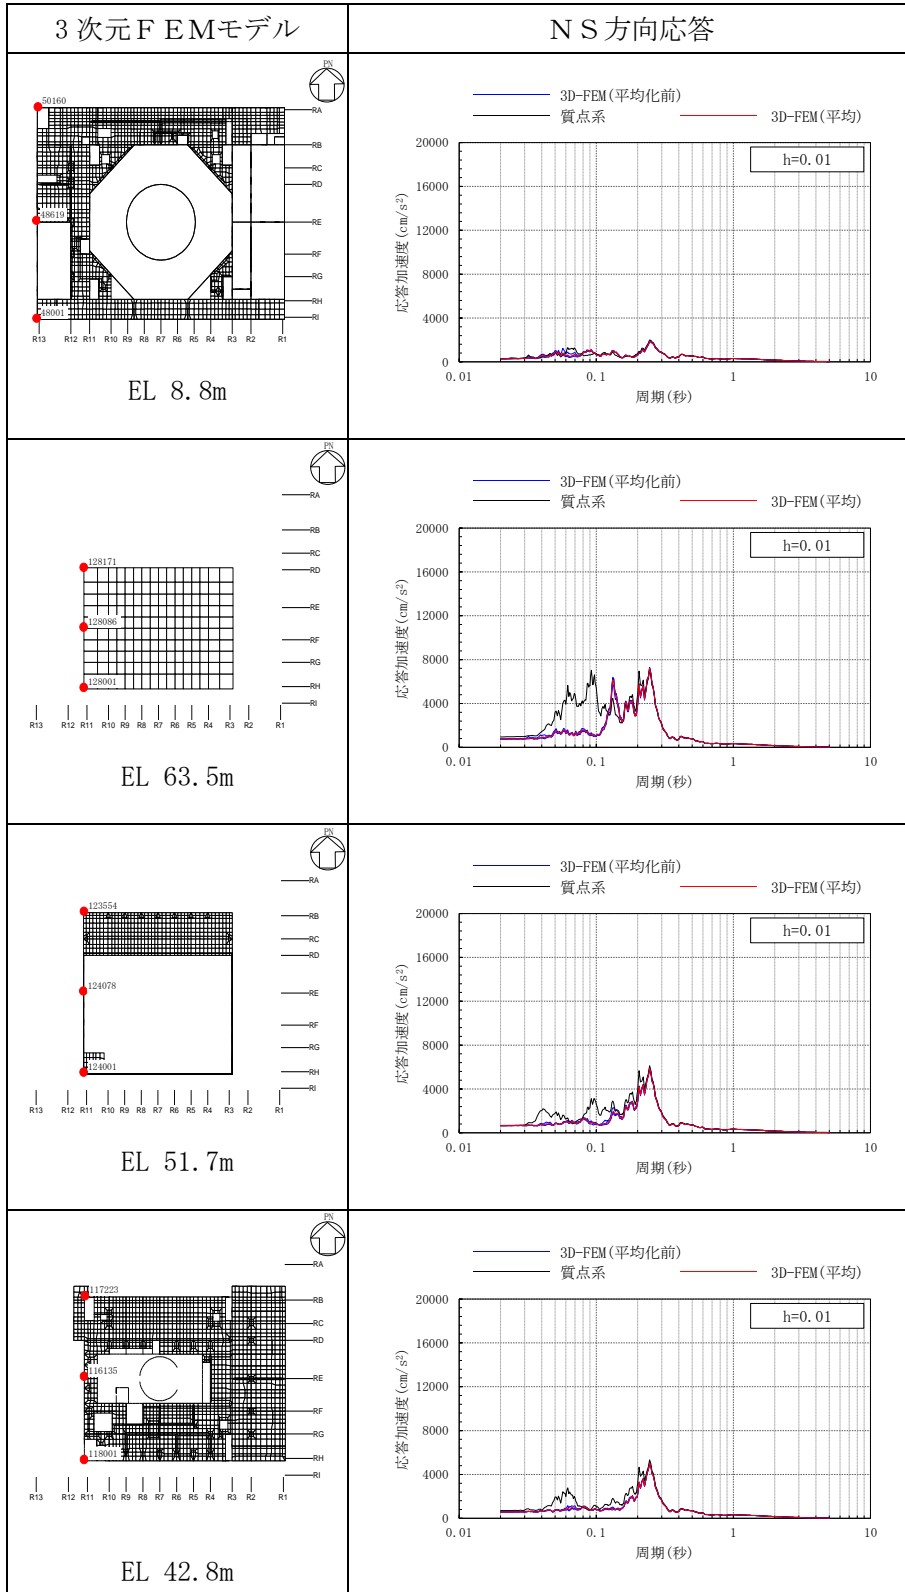 3次元ＦＥＭモデル
ＮＳ方向応答
PN
50160
48619
48001
RA
RB
RC
RD
RE
RF
RG
RH
RI
R13 R12 R11 R10 R9 R8 R7 R6 R5 R4 R3 R2 R1
EL 8.8m
3D-FEM(平均化前)
質点系
3D-FEM(平均)
h=0.01
応答加速度(cm/s²)
20000
16000
12000
8000
4000
0
0.01 0.1 1 10
周期(秒)
PN
128171
128086
128001
RA
RB
RC
RD
RE
RF
RG
RH
RI
R13 R12 R11 R10 R9 R8 R7 R6 R5 R4 R3 R2 R1
EL 63.5m
3D-FEM(平均化前)
質点系
3D-FEM(平均)
h=0.01
応答加速度(cm/s²)
20000
16000
12000
8000
4000
0
0.01 0.1 1 10
周期(秒)
PN
123554
124078
124001
RA
RB
RC
RD
RE
RF
RG
RH
RI
R13 R12 R11 R10 R9 R8 R7 R6 R5 R4 R3 R2 R1
EL 51.7m
3D-FEM(平均化前)
質点系
3D-FEM(平均)
h=0.01
応答加速度(cm/s²)
20000
16000
12000
8000
4000
0
0.01 0.1 1 10
周期(秒)
PN
117223
116135
118001
RA
RB
RC
RD
RE
RF
RG
RH
RI
R13 R12 R11 R10 R9 R8 R7 R6 R5 R4 R3 R2 R1
EL 42.8m
3D-FEM(平均化前)
質点系
3D-FEM(平均)
h=0.01
応答加速度(cm/s²)
20000
16000
12000
8000
4000
0
0.01 0.1 1 10
周期(秒)